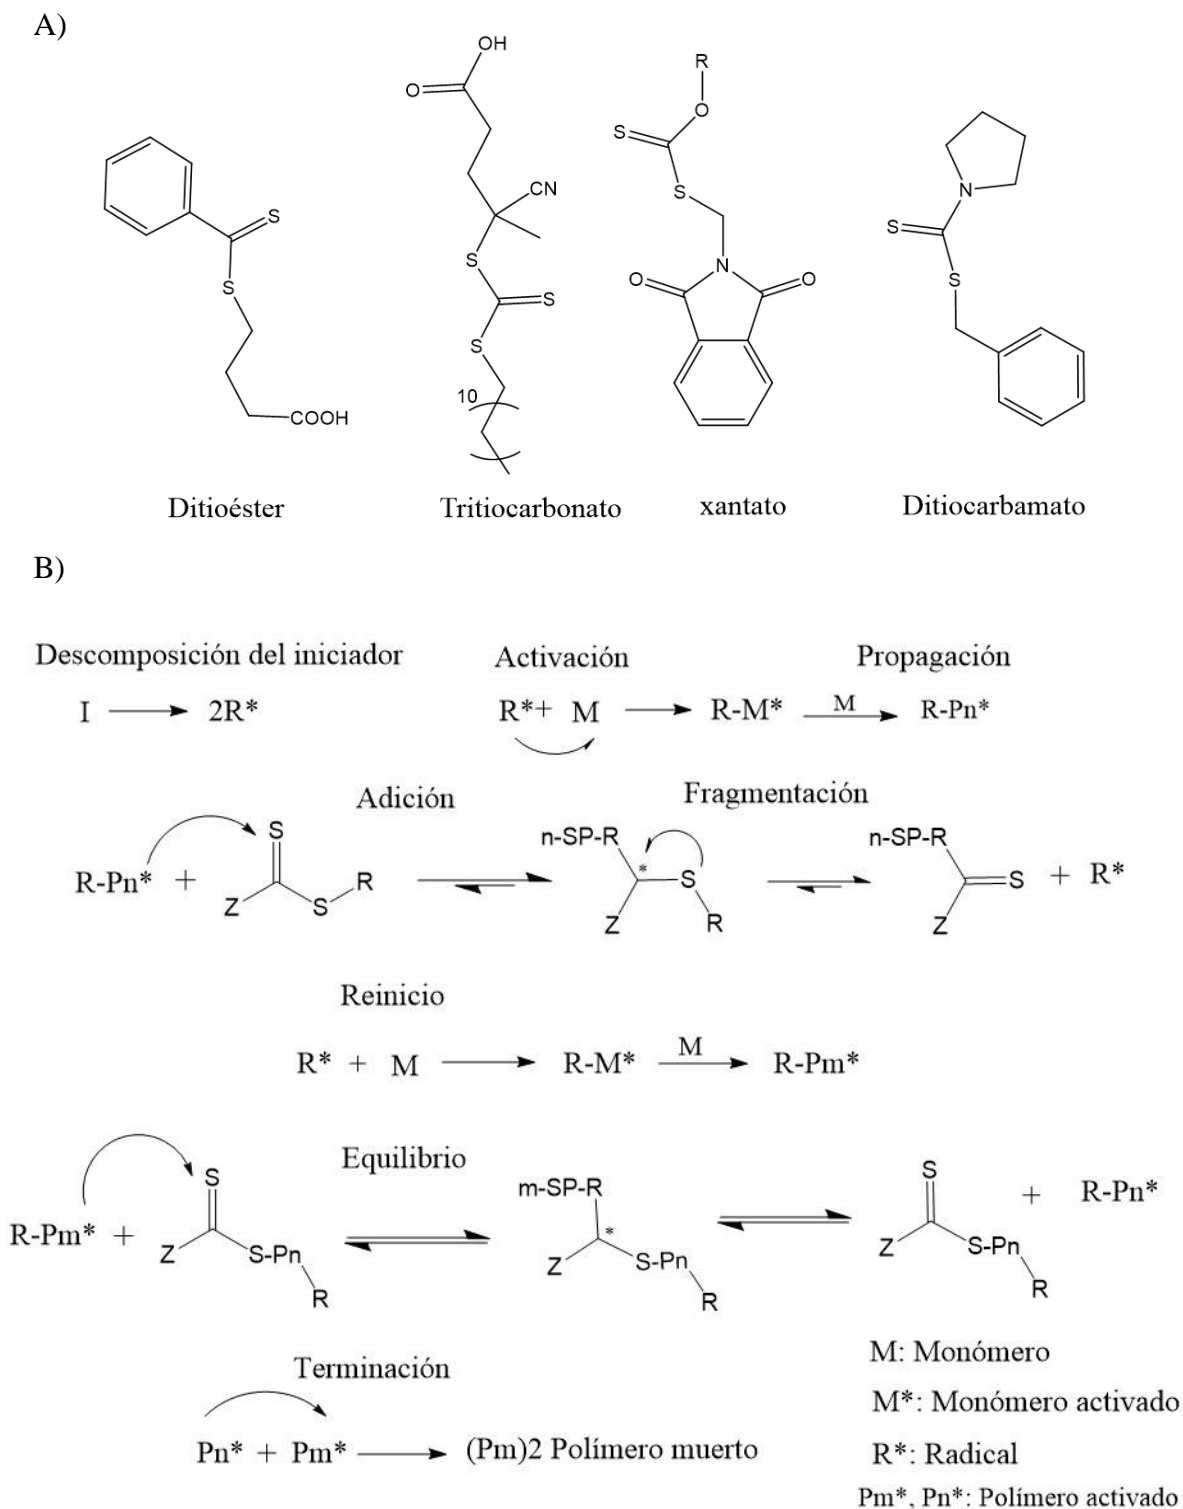 A)
OH
O
CN
S
S
S
R
O
S
S
N
O
O
N
S
S
S
S
COOH
10
Ditioéster Tritiocarbonato xantato Ditiocarbamato
B)
Descomposición del iniciador Activación Propagación
I 2R* R*+ M R-M* M R-Pn*
Adición Fragmentación
R-Pn* + S Z S R n-SP-R * S Z R n-SP-R S Z + R*
Reinicio
R* + M R-M* M R-Pm*
Equilibrio
R-Pm* + S Z S-Pn R m-SP-R * Z S-Pn R S Z S-Pn R + R-Pn*
Terminación
Pn* + Pm* (Pm)2 Polímero muerto
M: Monómero
M*: Monómero activado
R*: Radical
Pm*, Pn*: Polímero activado